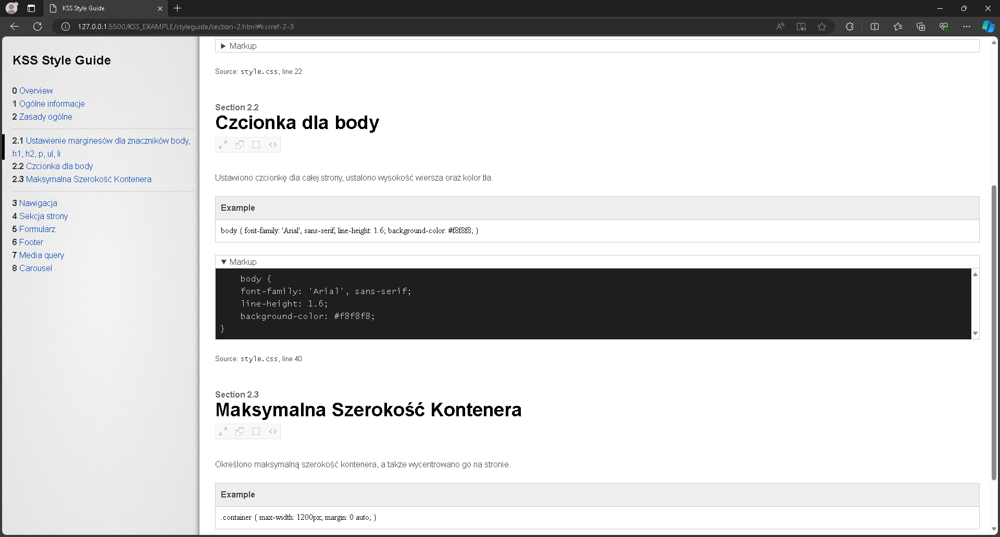 KSS Style Guide
127.0.0.1:5500/KSS_EXAMPLE/styleguide/section-2.html#kssref-2-3
KSS Style Guide
0 Overview
1 Ogólne informacje
2 Zasady ogólne
2.1 Ustawienie marginesów dla znaczników body,
h1, h2, p, ul, li
2.2 Czcionka dla body
2.3 Maksymalna Szerokość Kontenera
3 Nawigacja
4 Sekcja strony
5 Formularz
6 Footer
7 Media query
8 Carousel
Markup
Source: style.css, line 22
Section 2.2
Czcionka dla body
Ustawiono czcionkę dla całej strony, ustalono wysokość wiersza oraz kolor tła.
Example
body { font-family: 'Arial', sans-serif; line-height: 1.6; background-color: #f8f8f8; }
Markup
body {
font-family: 'Arial', sans-serif;
line-height: 1.6;
background-color: #f8f8f8;
}
Source: style.css, line 40
Section 2.3
Maksymalna Szerokość Kontenera
Określono maksymalną szerokość kontenera, a także wycentrowano go na stronie.
Example
.container { max-width: 1200px; margin: 0 auto; }